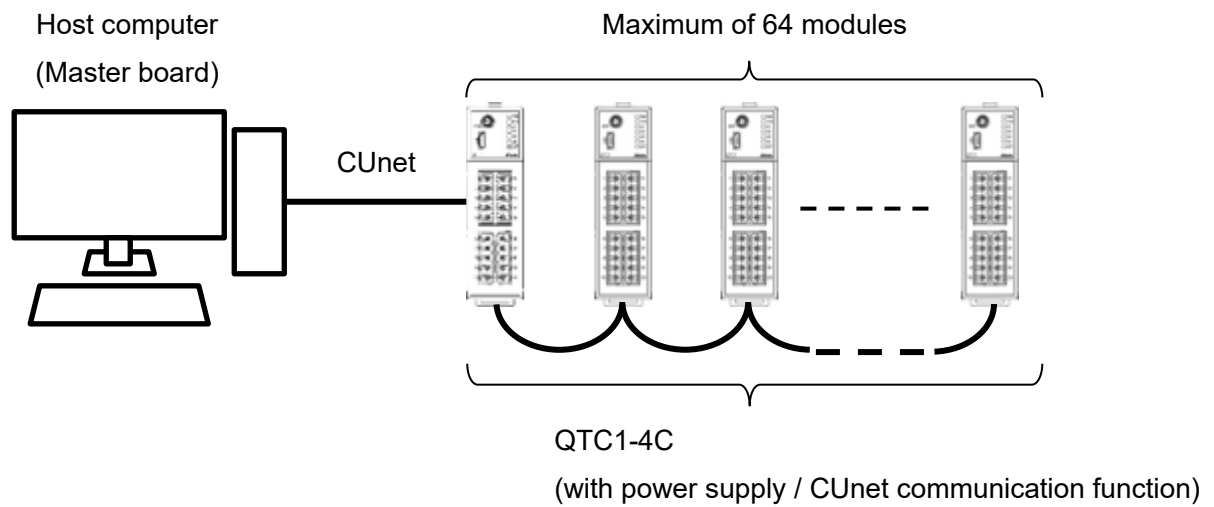 Host computer
(Master board)
Maximum of 64 modules
CUnet
QTC1-4C
(with power supply / CUnet communication function)